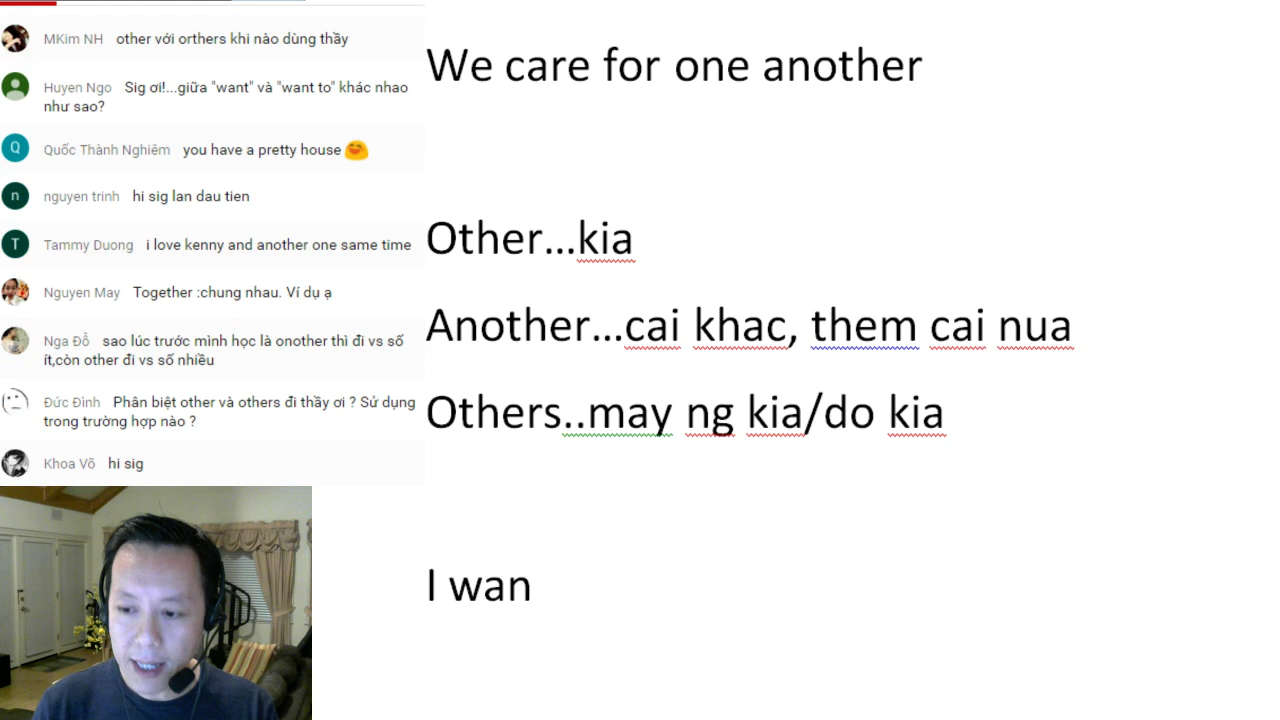 MKim NH other với orthers khi nào dùng thầy
Huyen Ngo Sig ơi!...giữa "want" và "want to" khác nhao
như sao?
Quốc Thành Nghiêm you have a pretty house
nguyen trinh hi sig lan dau tien
Tammy Duong i love kenny and another one same time
Nguyen May Together :chung nhau. Ví dụ ạ
Nga Đỗ sao lúc trước mình học là onother thì đi vs số
ít,còn other đi vs số nhiều
Đức Đình Phân biệt other và others đi thầy ơi ? Sử dụng
trong trường hợp nào ?
Khoa Võ hi sig
We care for one another
Other...kia
Another...cai khac, them cai nua
Others..may ng kia/do kia
I wan
Q
n
T